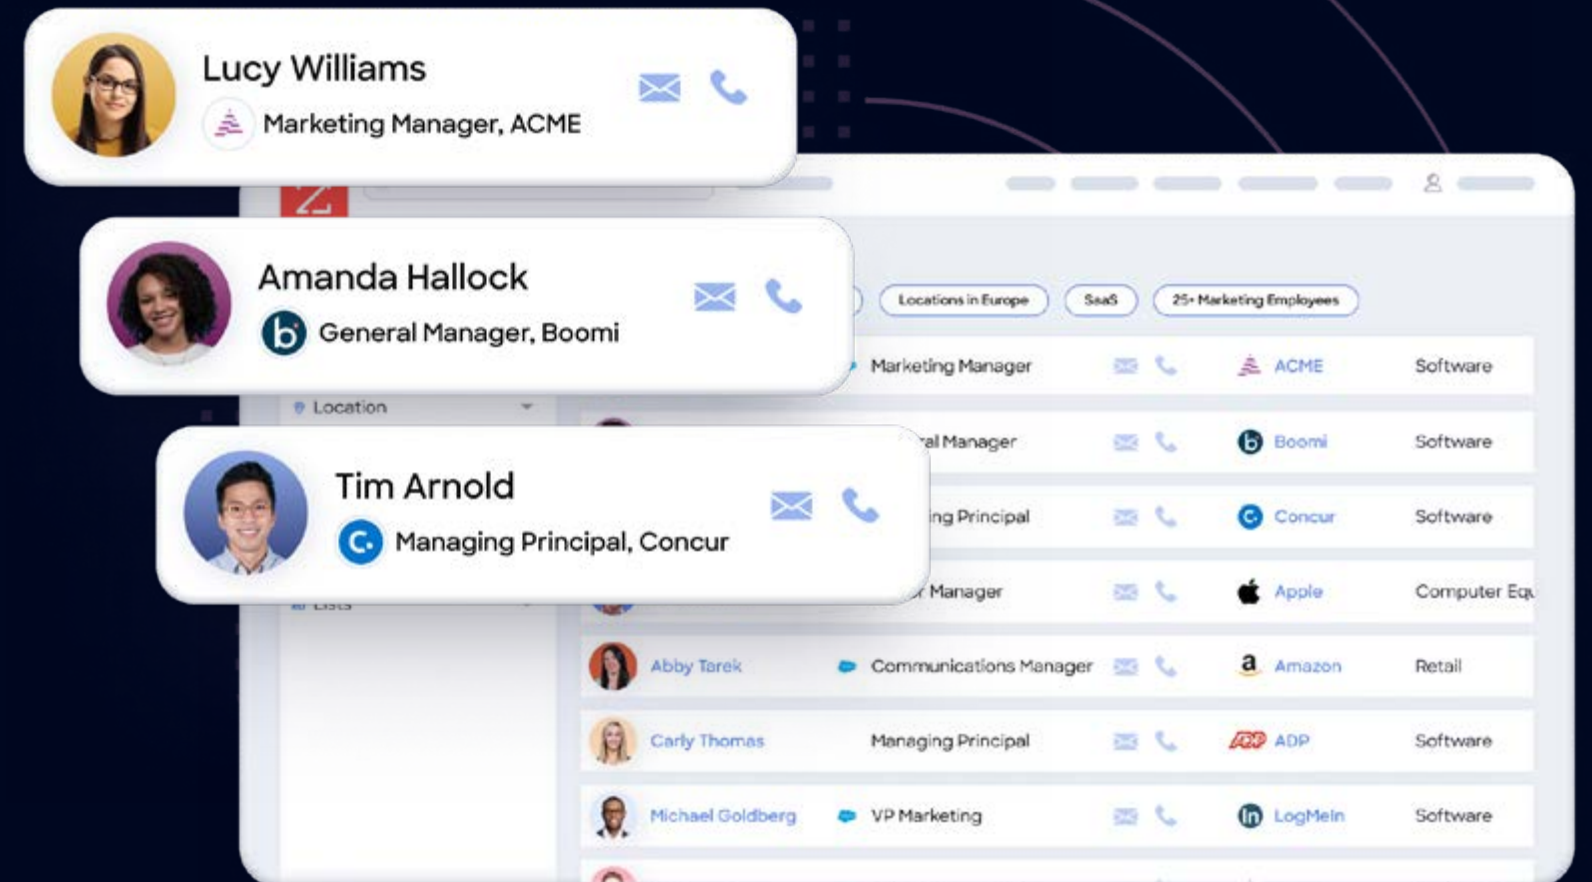 Lucy Williams
Marketing Manager, ACME
Amanda Hallock
General Manager, Boomi
Locations in Europe
SaaS
25+ Marketing Employees
Marketing Manager ACME Software
Location
Manager Boomi Software
Tim Arnold
Managing Principal, Concur
Principal Concur Software
Manager Apple Computer
Lists
Abby Tarek Communications Manager Amazon Retail
Carly Thomas Managing Principal ADP Software
Michael Goldberg VP Marketing LogMeIn Software